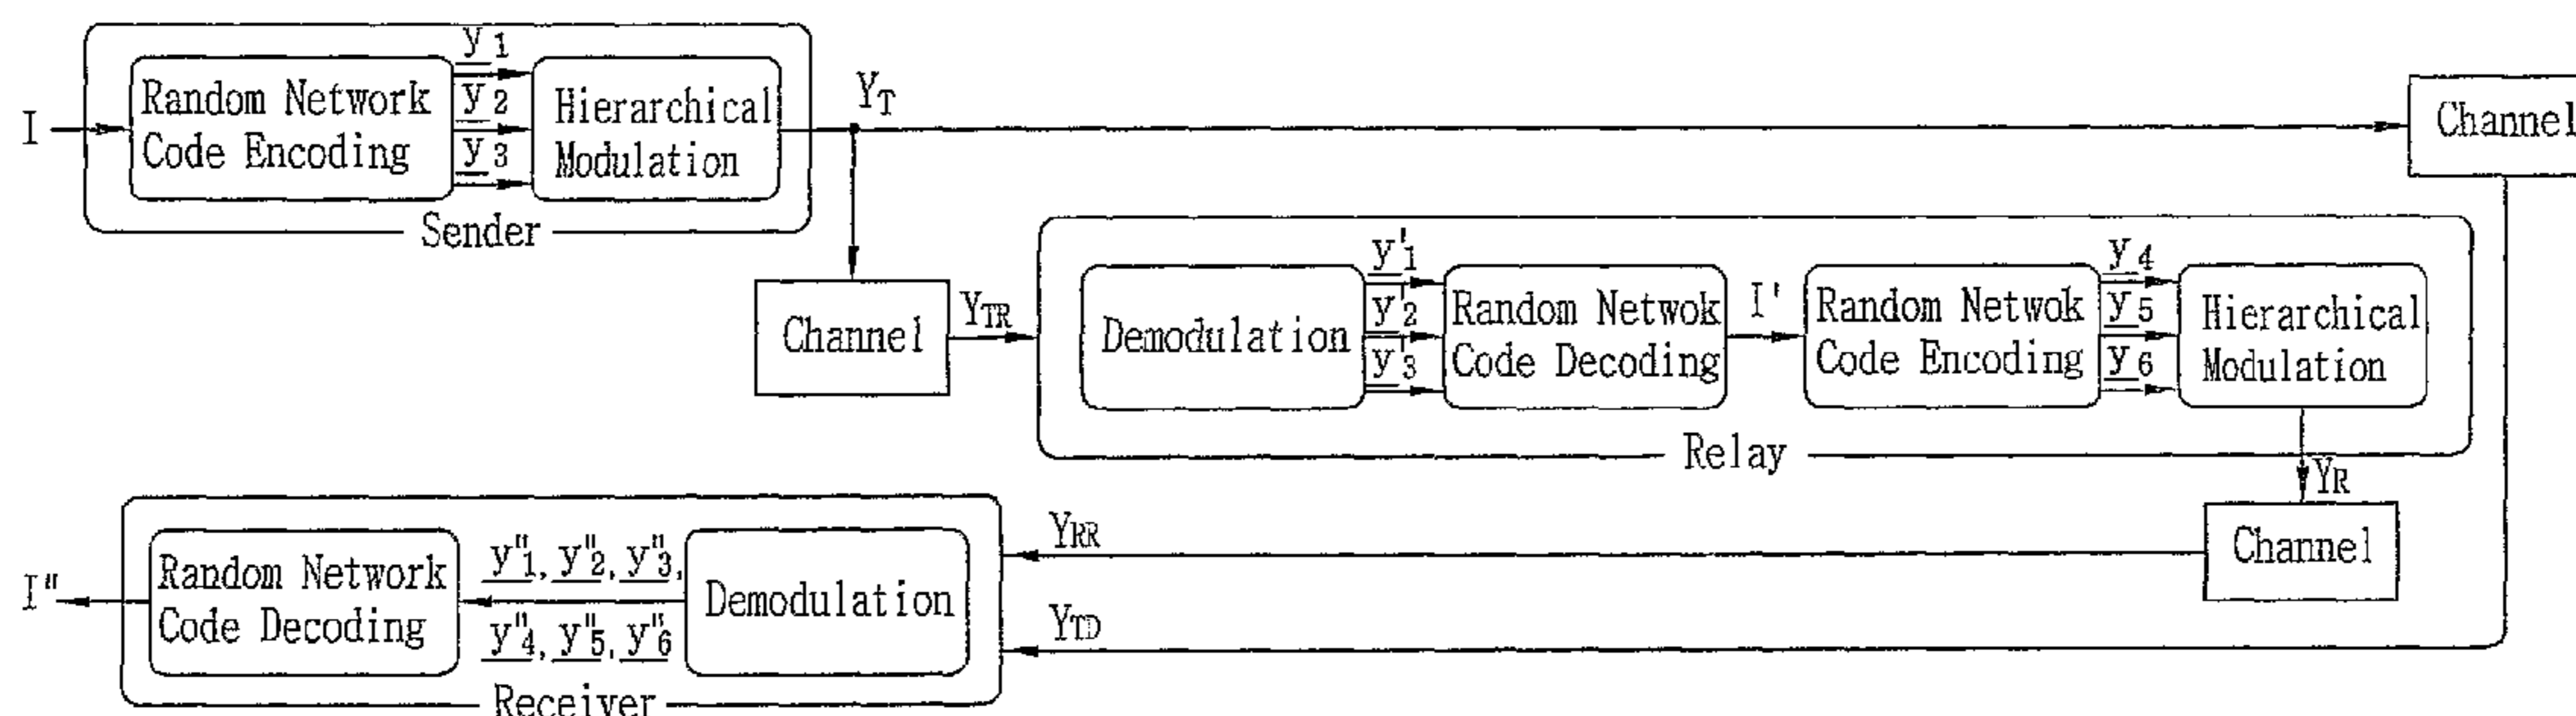 I
Random Network
Code Encoding
y1
y2
y3
Hierarchical
Modulation
Sender
YT
Channel
Channel
YTR
Demodulation
y'1
y'2
y'3
Random Netwok
Code Decoding
I'
Random Netwok
Code Encoding
y4
y5
y6
Hierarchical
Modulation
Relay
YR
Channel
YRR
YTD
Demodulation
y"1, y"2, y"3,
y"4, y"5, y"6
Random Network
Code Decoding
I"
Receiver